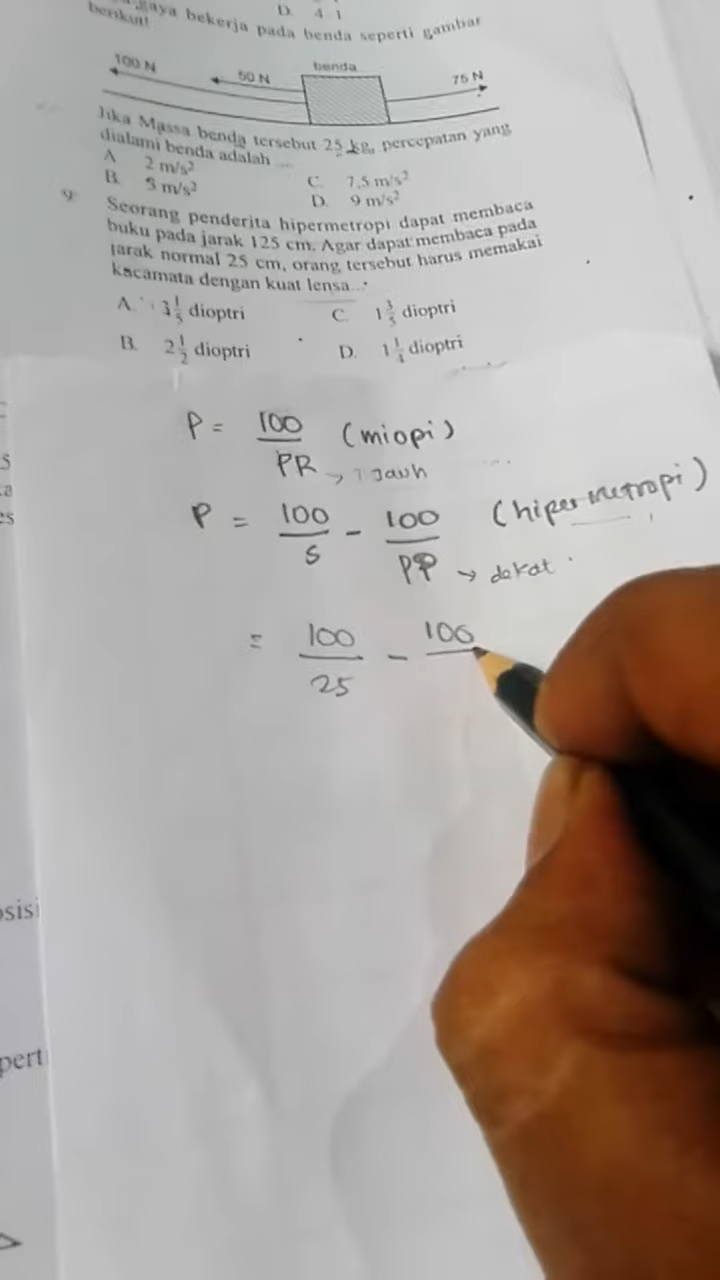 D. 4 1
gaya bekerja pada benda seperti gambar
berikut!
100 N 50 N benda 75 N
Jika Massa benda tersebut 25 kg, percepatan yang
dialami benda adalah ...
A. 2 m/s²
B. 5 m/s²
C. 7,5 m/s²
D. 9 m/s²
9. Seorang penderita hipermetropi dapat membaca
buku pada jarak 125 cm. Agar dapat membaca pada
jarak normal 25 cm, orang tersebut harus memakai
kacamata dengan kuat lensa...
A. 3 1/5 dioptri
B. 2 1/2 dioptri
C. 1 3/5 dioptri
D. 1 1/4 dioptri
P = 100/PR (miopi)
→ jauh
P = 100/S - 100/PP (hipermetropi)
→ dekat
= 100/25 - 100
osisi
pert